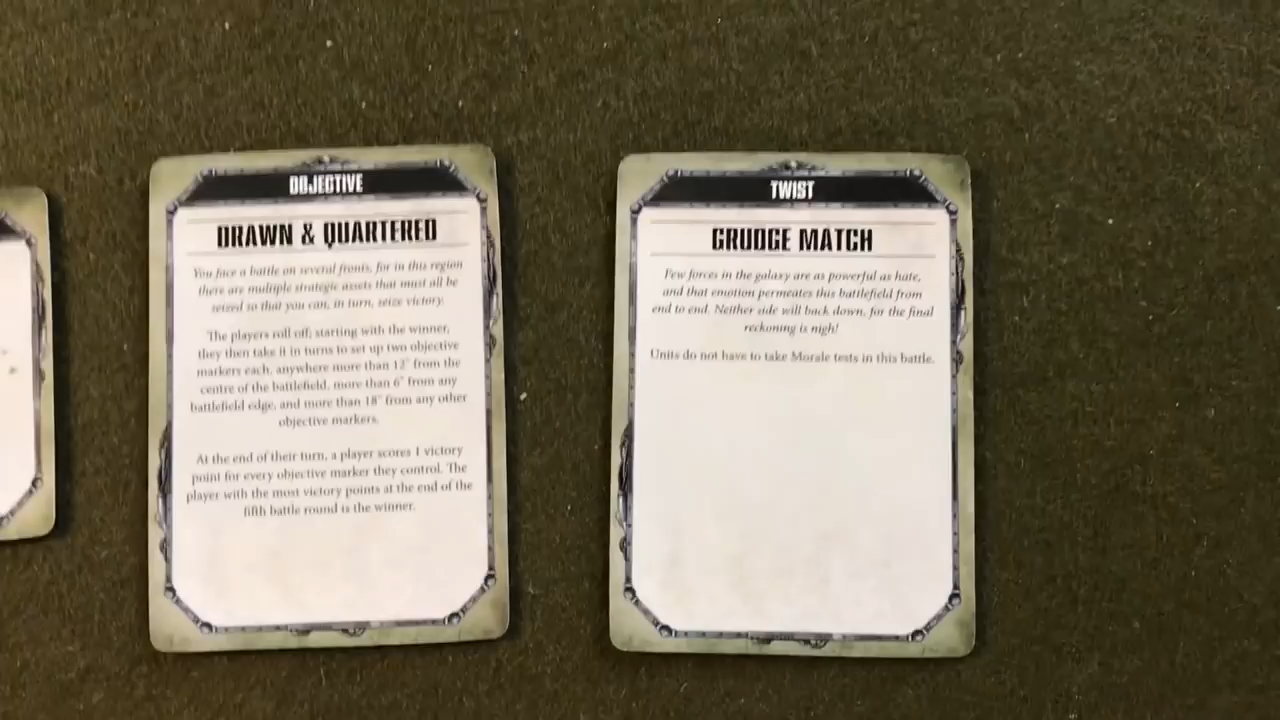 OBJECTIVE
DRAWN & QUARTERED
You face a battle on several fronts, for in this region
there are multiple strategic assets that must all be
seized so that you can, in turn, seize victory.
The players roll off; starting with the winner,
they then take it in turns to set up two objective
markers each, anywhere more than 12" from the
centre of the battlefield, more than 6" from any
battlefield edge, and more than 18" from any other
objective markers.
At the end of their turn, a player scores 1 victory
point for every objective marker they control. The
player with the most victory points at the end of the
fifth battle round is the winner.
TWIST
GRUDGE MATCH
Few forces in the galaxy are as powerful as hate,
and that emotion permeates this battlefield from
end to end. Neither side will back down, for the final
reckoning is nigh!
Units do not have to take Morale tests in this battle.